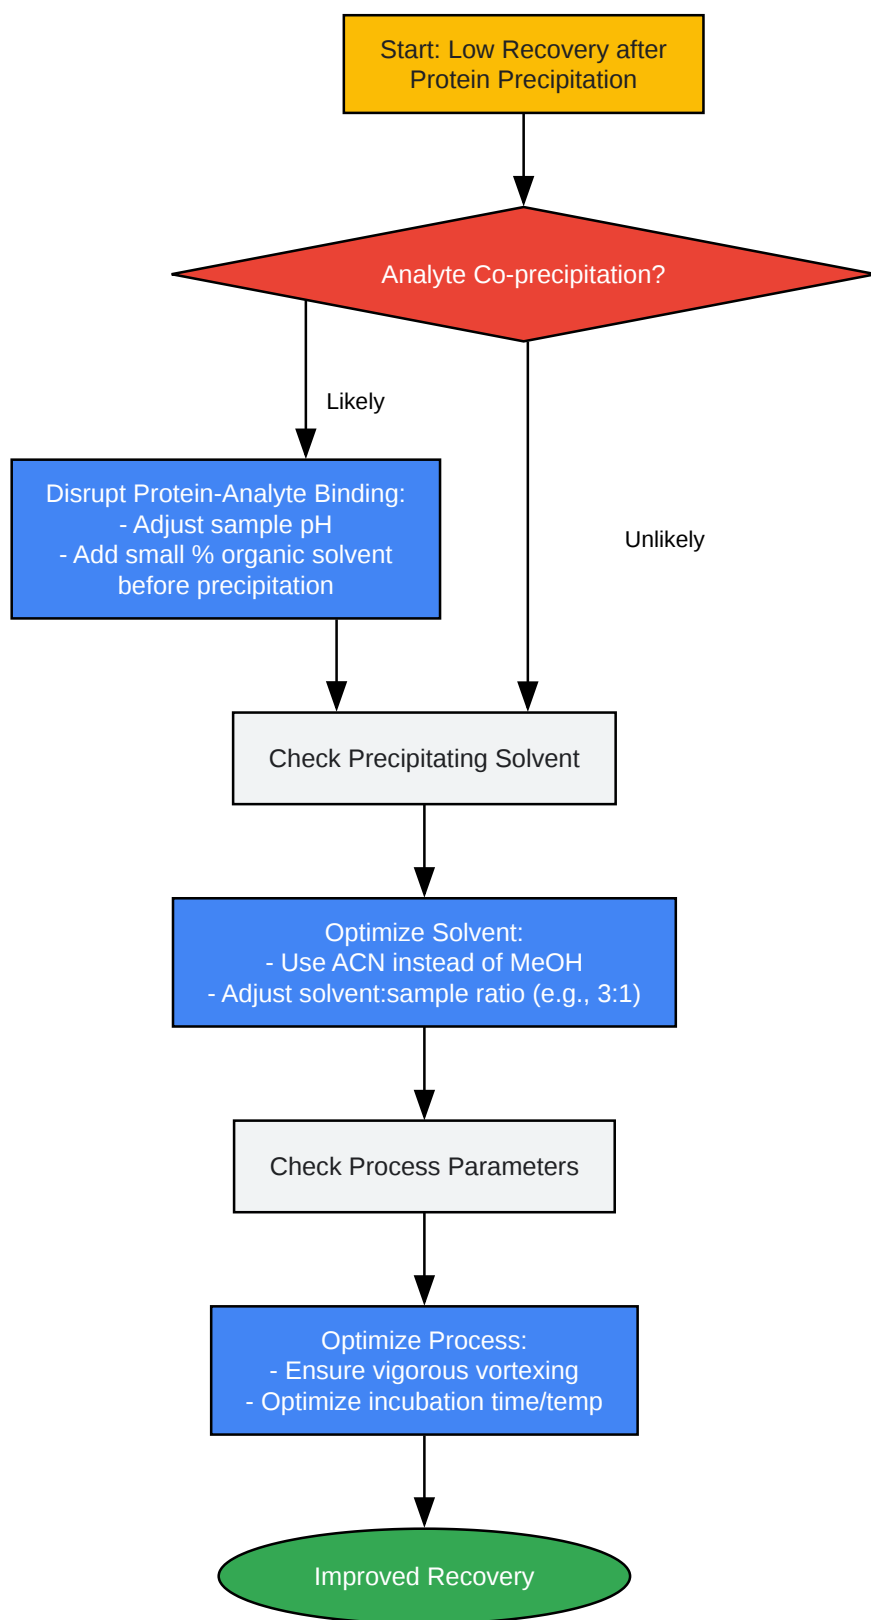 Start: Low Recovery after
Protein Precipitation
Analyte Co-precipitation?
Likely
Disrupt Protein-Analyte Binding:
- Adjust sample pH
- Add small % organic solvent
before precipitation
Unlikely
Check Precipitating Solvent
Optimize Solvent:
- Use ACN instead of MeOH
- Adjust solvent:sample ratio (e.g., 3:1)
Check Process Parameters
Optimize Process:
- Ensure vigorous vortexing
- Optimize incubation time/temp
Improved Recovery